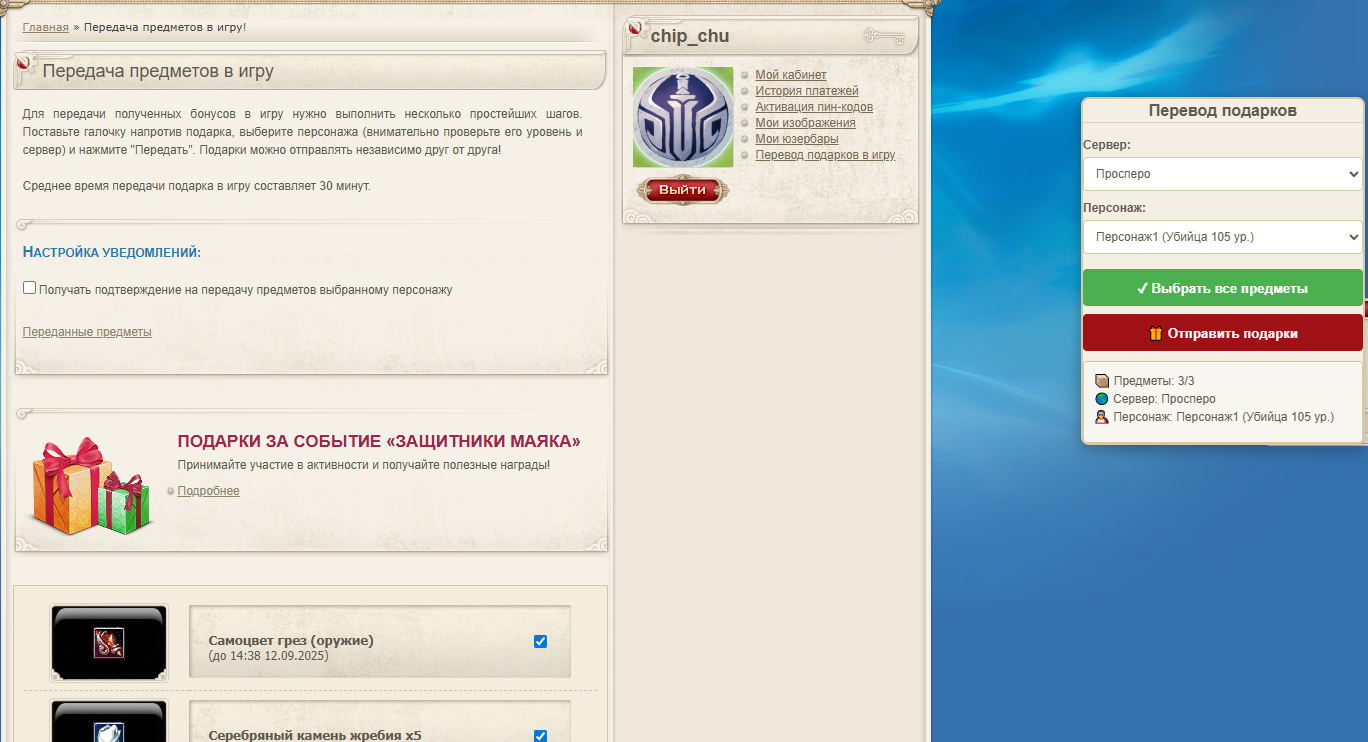 Главная » Передача предметов в игру!
Передача предметов в игру
Для передачи полученных бонусов в игру нужно выполнить несколько простейших шагов.
Поставьте галочку напротив подарка, выберите персонажа (внимательно проверьте его уровень и
сервер) и нажмите "Передать". Подарки можно отправлять независимо друг от друга!
Среднее время передачи подарка в игру составляет 30 минут.
Настройка уведомлений:
Получать подтверждение на передачу предметов выбранному персонажу
Переданные предметы
ПОДАРКИ ЗА СОБЫТИЕ «ЗАЩИТНИКИ МАЯКА»
Принимайте участие в активности и получайте полезные награды!
Подробнее
Самоцвет грез (оружие)
(до 14:38 12.09.2025)
Серебряный камень жребия x5
chip_chu
Мой кабинет
История платежей
Активация пин-кодов
Мои изображения
Мои юзербары
Перевод подарков в игру
Выйти
Перевод подарков
Сервер:
Просперо
Персонаж:
Персонаж1 (Убийца 105 ур.)
✓ Выбрать все предметы
Отправить подарки
Предметы: 3/3
Сервер: Просперо
Персонаж: Персонаж1 (Убийца 105 ур.)